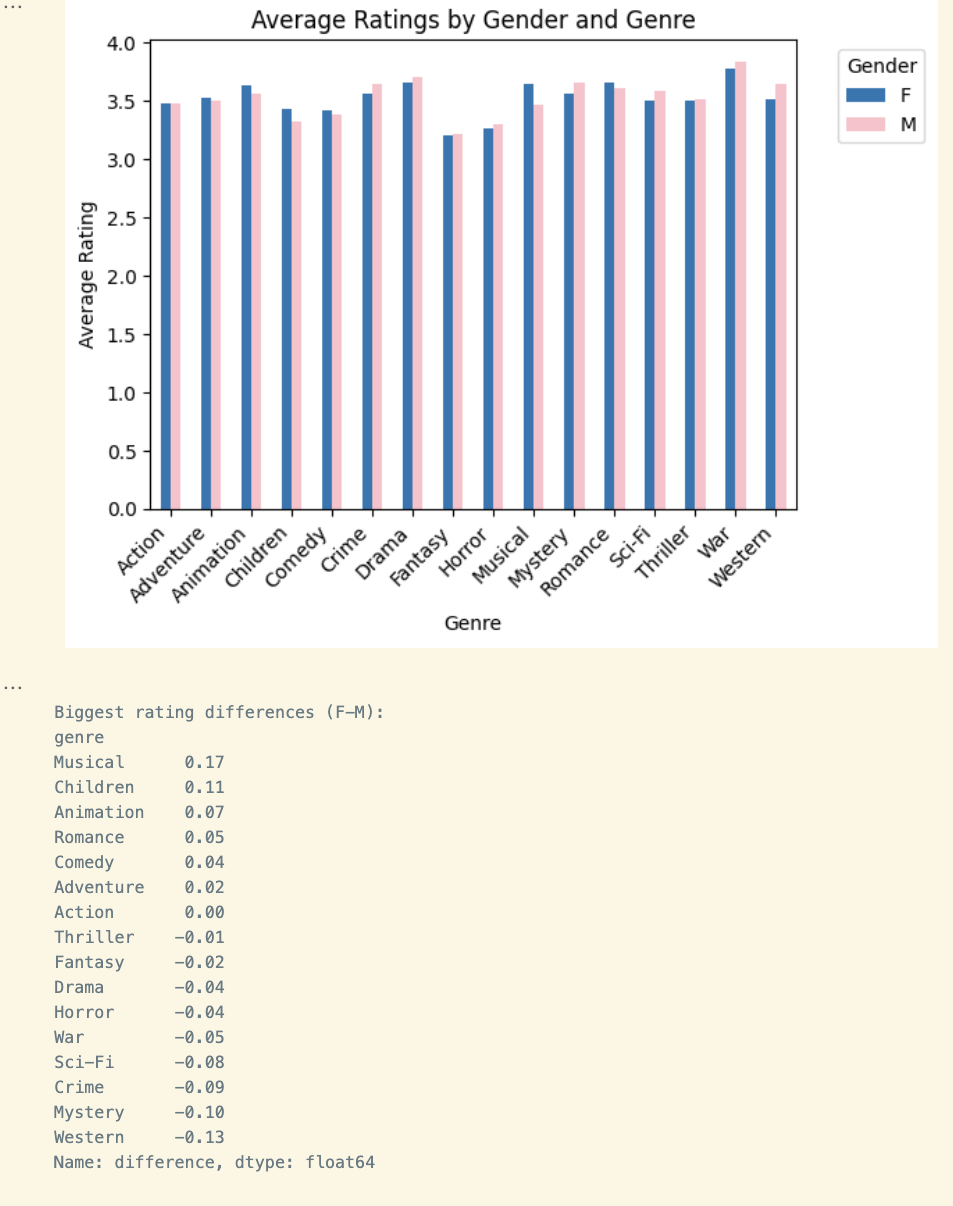 ...
Average Ratings by Gender and Genre
4.0
3.5
3.0
2.5
2.0
1.5
1.0
0.5
0.0
Average Rating
Action
Adventure
Animation
Children
Comedy
Crime
Drama
Fantasy
Horror
Musical
Mystery
Romance
Sci-Fi
Thriller
War
Western
Genre
Gender
F
M
...
Biggest rating differences (F–M):
genre
Musical 0.17
Children 0.11
Animation 0.07
Romance 0.05
Comedy 0.04
Adventure 0.02
Action 0.00
Thriller −0.01
Fantasy −0.02
Drama −0.04
Horror −0.04
War −0.05
Sci–Fi −0.08
Crime −0.09
Mystery −0.10
Western −0.13
Name: difference, dtype: float64